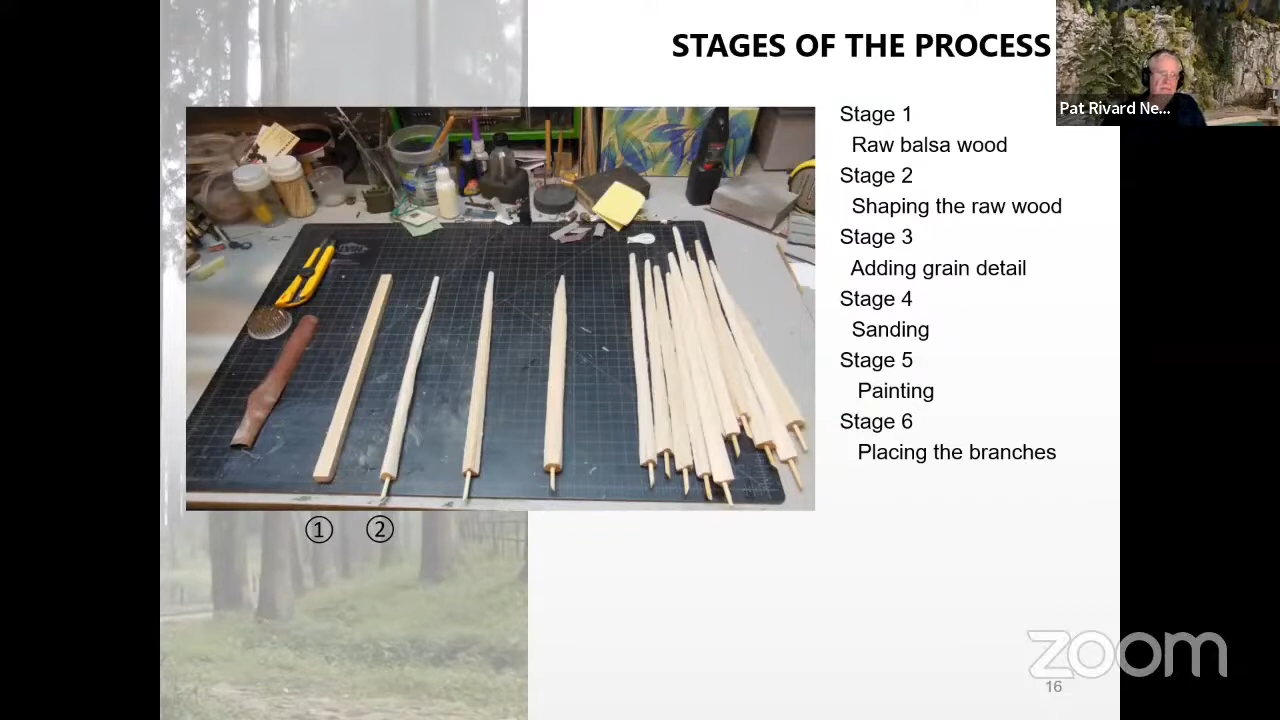 STAGES OF THE PROCESS
Pat Rivard Ne...
Stage 1
Raw balsa wood
Stage 2
Shaping the raw wood
Stage 3
Adding grain detail
Stage 4
Sanding
Stage 5
Painting
Stage 6
Placing the branches
① ②
zoom
16